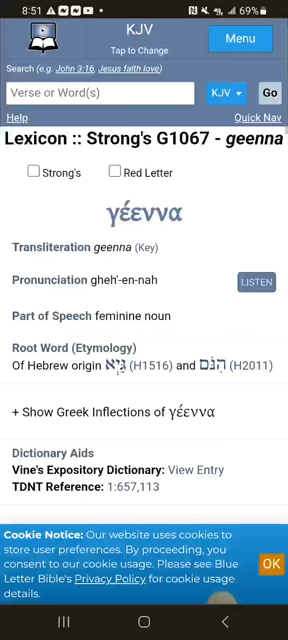 8:51
69%
KJV
Tap to Change
Menu
Search (e.g. John 3:16, Jesus faith love)
Verse or Word(s)
KJV
Go
Help
Quick Nav
Lexicon :: Strong's G1067 - geenna
Strong's
Red Letter
γέεννα
Transliteration geenna (Key)
Pronunciation gheh'-en-nah
LISTEN
Part of Speech feminine noun
Root Word (Etymology)
Of Hebrew origin גַּיְא (H1516) and הִנֹּם (H2011)
+ Show Greek Inflections of γέεννα
Dictionary Aids
Vine's Expository Dictionary: View Entry
TDNT Reference: 1:657,113
Cookie Notice: Our website uses cookies to
store user preferences. By proceeding, you
consent to our cookie usage. Please see Blue
Letter Bible's Privacy Policy for cookie usage
details.
OK